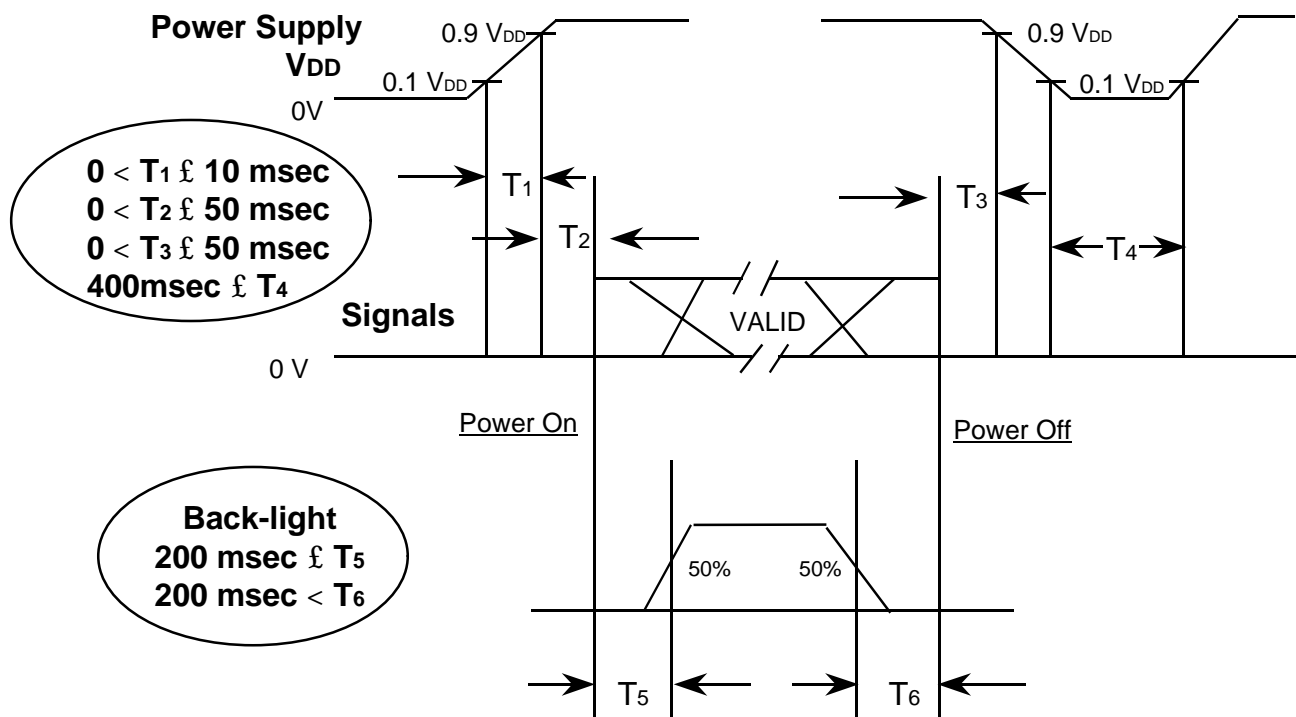 Power Supply
VDD
0.9 VDD
0.1 VDD
0V
0.9 VDD
0.1 VDD
0 < T1 £ 10 msec
0 < T2 £ 50 msec
0 < T3 £ 50 msec
400msec £ T4
T1
T2
T3
T4
Signals
VALID
0 V
Power On
Power Off
Back-light
200 msec £ T5
200 msec < T6
50%
50%
T5
T6